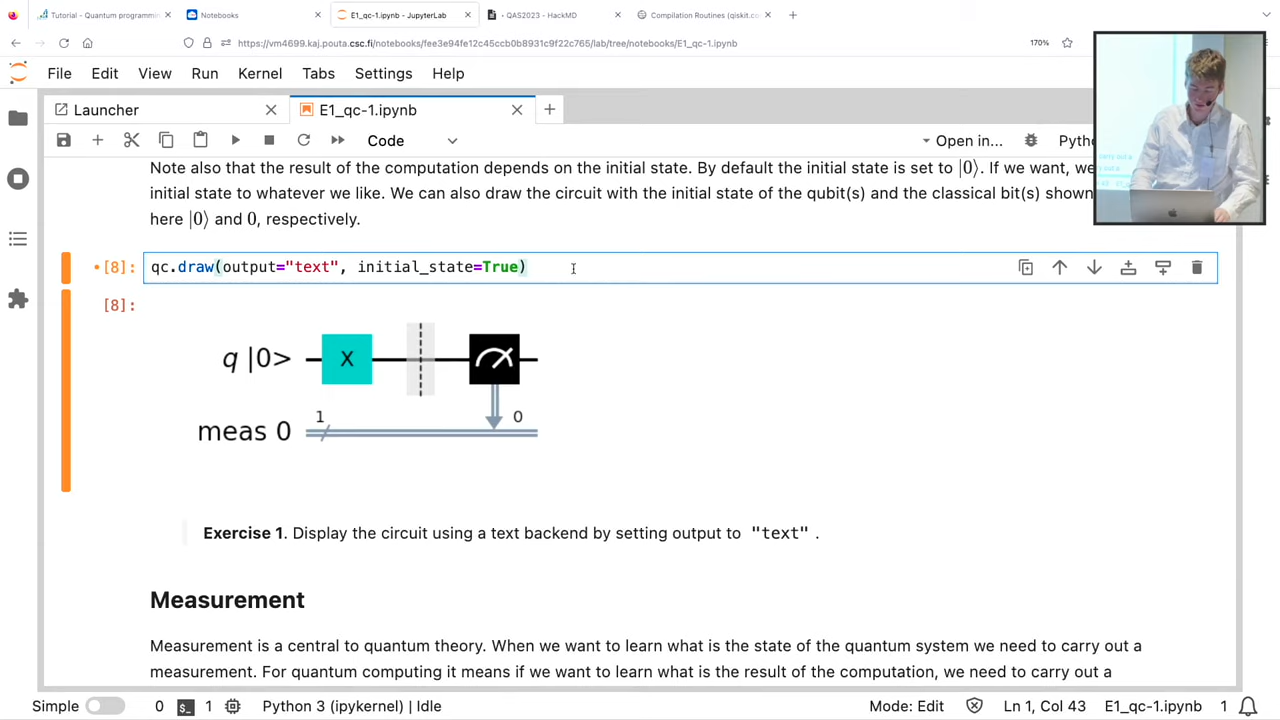 Tutorial - Quantum programmin
Notebooks
E1_qc-1.ipynb - JupyterLab
- QAS2023 - HackMD
Compilation Routines (qiskit.c
https://vm4699.kaj.pouta.csc.fi/notebooks/fee3e94fe12c45ccb0b8931c9f22c765/lab/tree/notebooks/E1_qc-1.ipynb
170%
File Edit View Run Kernel Tabs Settings Help
Launcher
E1_qc-1.ipynb
Code
Open in...
Pyth
Note also that the result of the computation depends on the initial state. By default the initial state is set to |0⟩. If we want, we
initial state to whatever we like. We can also draw the circuit with the initial state of the qubit(s) and the classical bit(s) shown
here |0⟩ and 0, respectively.
[8]: qc.draw(output="text", initial_state=True)
[8]:
q |0> X
1 0
meas 0
Exercise 1. Display the circuit using a text backend by setting output to "text" .
Measurement
Measurement is a central to quantum theory. When we want to learn what is the state of the quantum system we need to carry out a
measurement. For quantum computing it means if we want to learn what is the result of the computation, we need to carry out a
Simple 0 1 Python 3 (ipykernel) | Idle Mode: Edit Ln 1, Col 43 E1_qc-1.ipynb 1